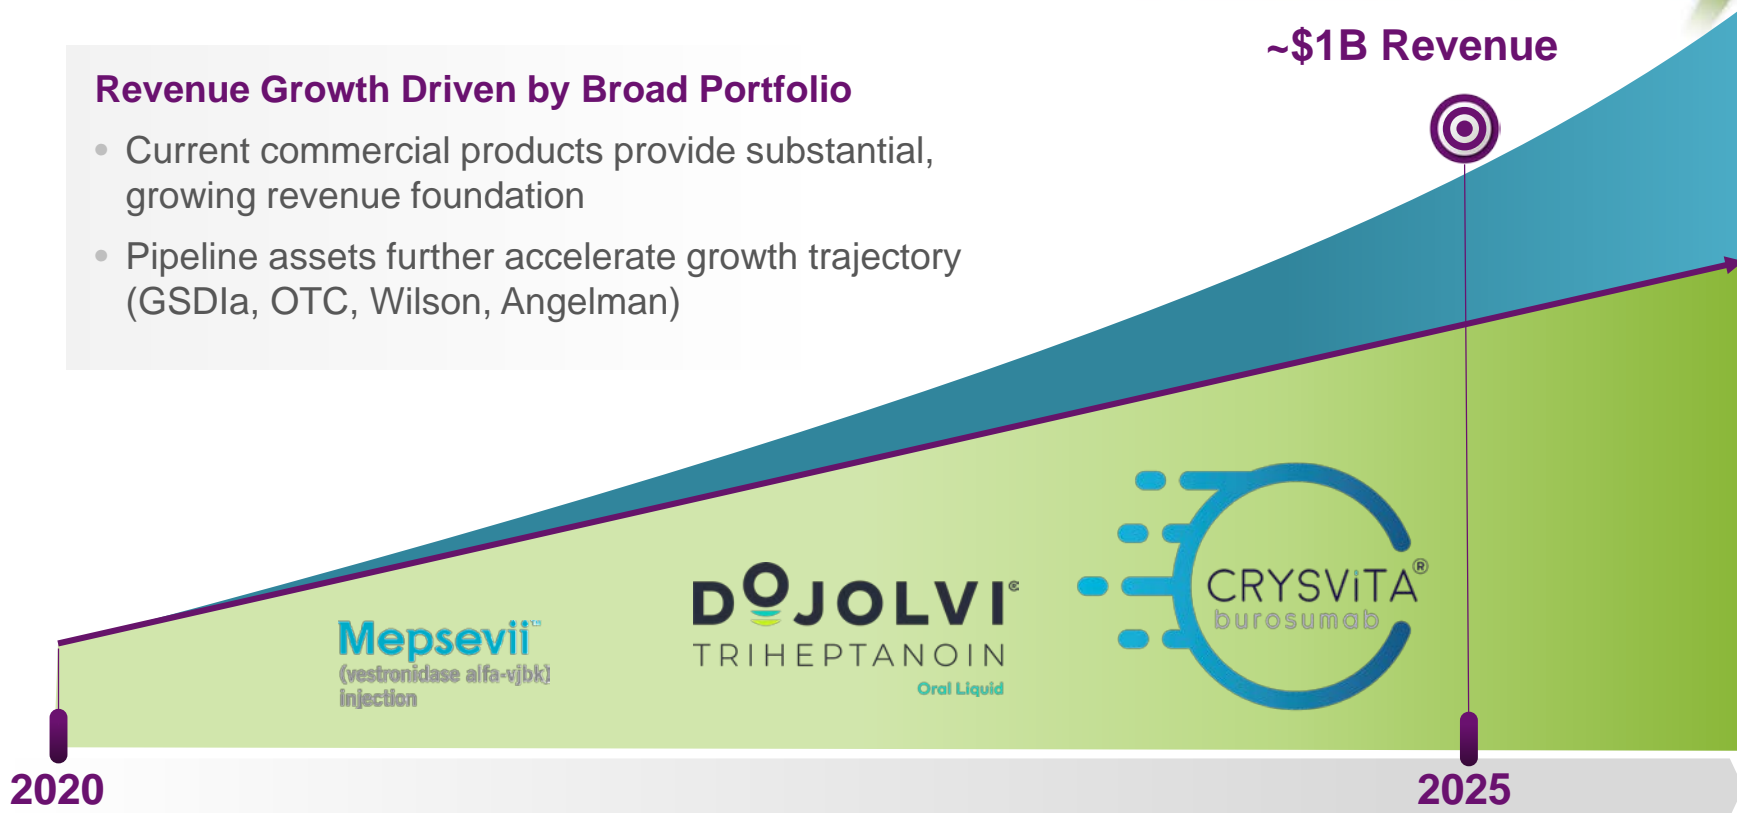 ~$1B Revenue
Revenue Growth Driven by Broad Portfolio
• Current commercial products provide substantial,
growing revenue foundation
• Pipeline assets further accelerate growth trajectory
(GSDIa, OTC, Wilson, Angelman)
Mepsevii™
(vestronidase alfa-vjbk)
injection
DOJOLVI®
TRIHEPTANOIN
Oral Liquid
CRYSViTA®
burosumab
2020
2025